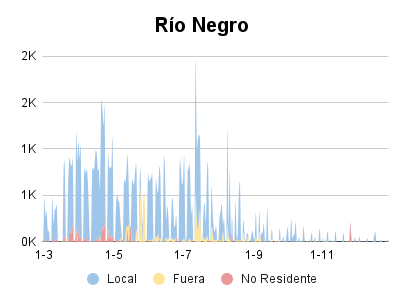 Río Negro
2K
2K
1K
1K
0K
1-3 1-5 1-7 1-9 1-11
Local Fuera No Residente